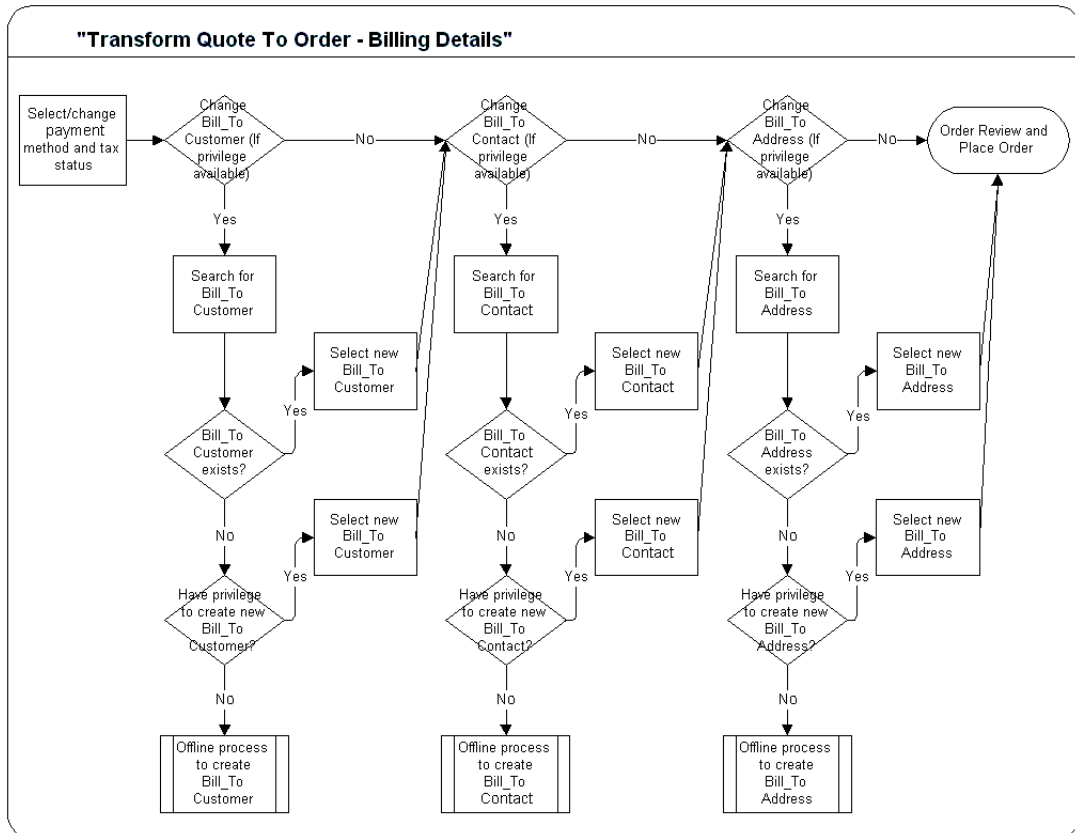 "Transform Quote To Order - Billing Details"
Select/change
payment
method and tax
status
Change
Bill_To
Customer (If
privilege
available)
No
Change
Bill_To
Contact (If
privilege
available)
No
Change
Bill_To
Address (If
privilege
available)
No
Order Review and
Place Order
Yes
Yes
Yes
Search for
Bill_To
Customer
Search for
Bill_To
Contact
Search for
Bill_To
Address
Select new
Bill_To
Customer
Select new
Bill_To
Contact
Select new
Bill_To
Address
Yes
Yes
Yes
Bill_To
Customer
exists?
Bill_To
Contact
exists?
Bill_To
Address
exists?
Select new
Bill_To
Customer
Select new
Bill_To
Contact
Select new
Bill_To
Address
No
No
No
Yes
Yes
Yes
Have privilege
to create new
Bill_To
Customer?
Have privilege
to create new
Bill_To
Contact?
Have privilege
to create new
Bill_To
Address?
No
No
No
Offline process
to create
Bill_To
Customer
Offline process
to create
Bill_To
Contact
Offline process
to create
Bill_To
Address